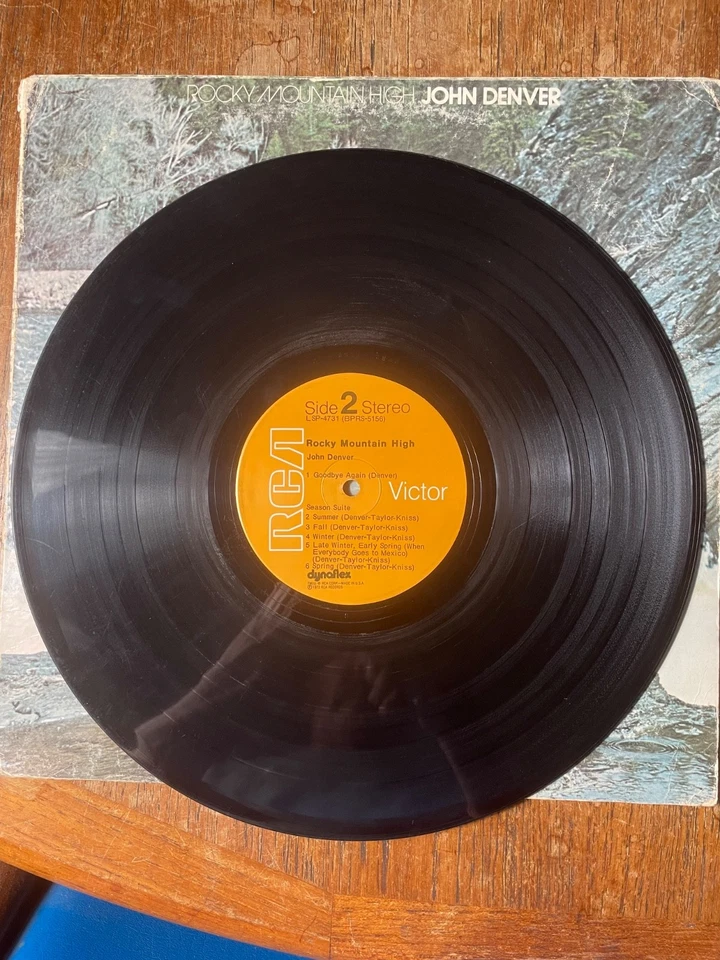 ROCKY MOUNTAIN HIGH JOHN DENVER
Side 2 Stereo
LSP-4731 (BPRS-5156)
RCA
Rocky Mountain High
John Denver
1 Goodbye Again (Denver)
Victor
Season Suite
2 Summer (Denver-Taylor-Kniss)
3 Fall (Denver-Taylor-Kniss)
4 Winter (Denver-Taylor-Kniss)
5 Late Winter, Early Spring (When
Everybody Goes to Mexico)
(Denver-Taylor-Kniss)
6 Spring (Denver-Taylor-Kniss)
dynaflex